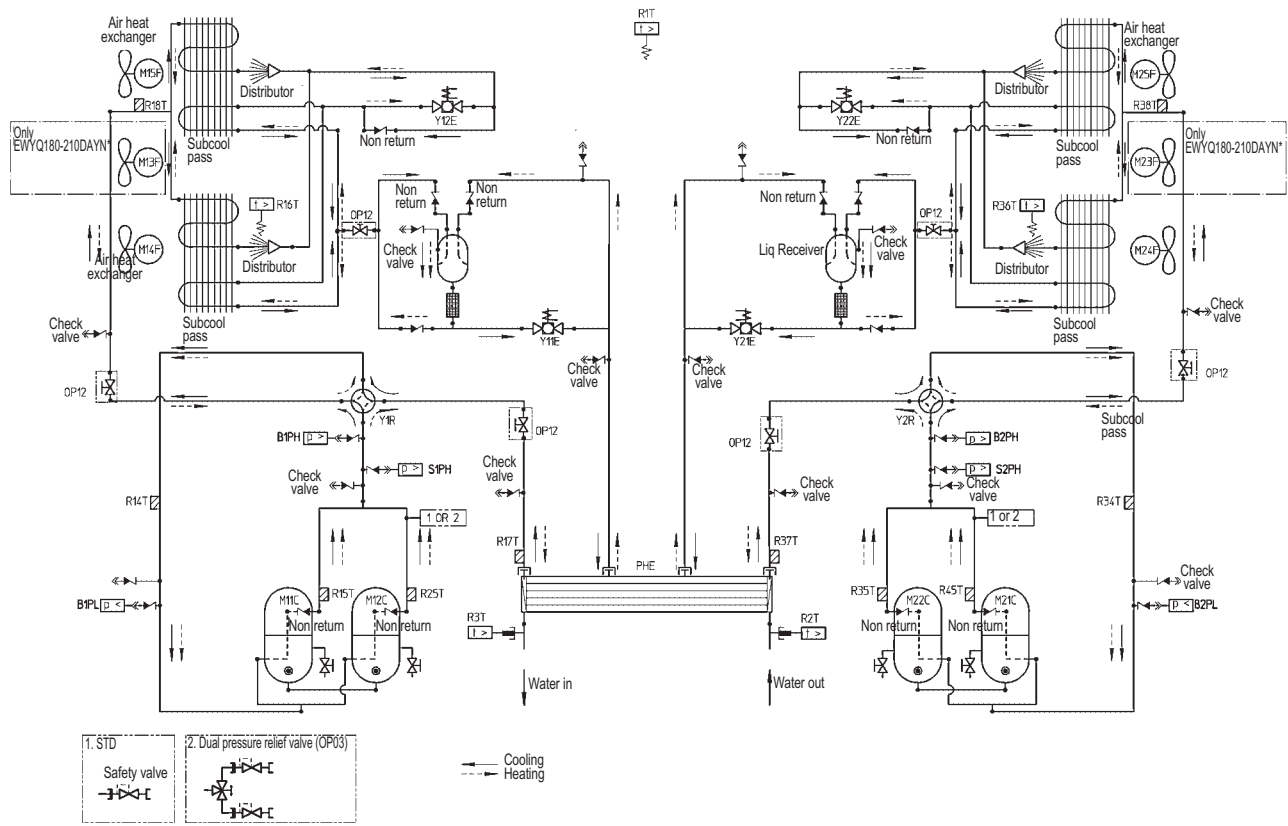 R1T
t >
Air heat
exchanger
M15F
R18T
Distributor
Y12E
Non return
Subcool
pass
Only
EWYQ180-210DAYN*
M13F
R16T
t >
M14F
Air heat
exchanger
Distributor
Subcool
pass
OP12
Non
return
Non
return
Check
valve
Y11E
Check
valve
Air heat
exchanger
M25F
R38T
Distributor
Y22E
Non return
Subcool
pass
Only
EWYQ180-210DAYN*
M23F
R36T
t >
M24F
Distributor
Subcool
pass
OP12
Non return
Liq Receiver
Check
valve
Y21E
Check
valve
Check
valve
OP12
Y1R
B1PH
p >
S1PH
p >
Check
valve
OP12
Check
valve
R14T
1 OR 2
R17T
B1PL
p <
M11C
R15T
M12C
R25T
Non return
Non return
R3T
t >
Water in
PHE
Check
valve
OP12
Y2R
Subcool
pass
B2PH
p >
S2PH
p >
Check
valve
OP12
Check
valve
R34T
1 or 2
R37T
Check
valve
B2PL
p <
R35T
M22C
R45T
M21C
Non return
Non return
R2T
t >
Water out
1. STD
Safety valve
2. Dual pressure relief valve (OP03)
Cooling
Heating